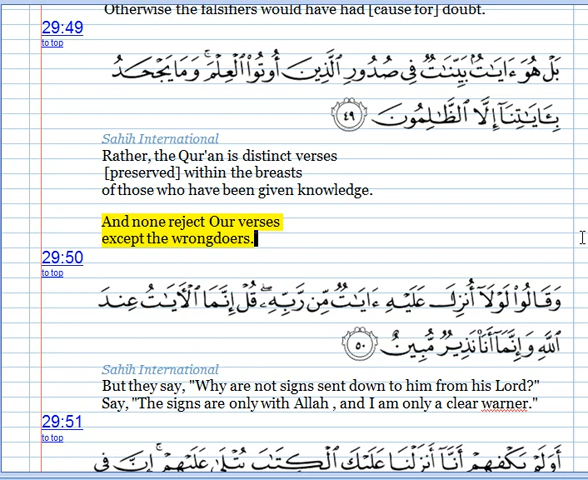 Otherwise the falsifiers would have had [cause for] doubt.
29:49
to top
بَلْ هُوَ ءَايَٰتٌۢ بَيِّنَٰتٌ فِى صُدُورِ ٱلَّذِينَ أُوتُوا۟ ٱلْعِلْمَ ۚ وَمَا يَجْحَدُ
بِـَٔايَٰتِنَآ إِلَّا ٱلظَّٰلِمُونَ ٤٩
Sahih International
Rather, the Qur'an is distinct verses
[preserved] within the breasts
of those who have been given knowledge.
And none reject Our verses
except the wrongdoers.
29:50
to top
وَقَالُوا۟ لَوْلَآ أُنزِلَ عَلَيْهِ ءَايَٰتٌ مِّن رَّبِّهِۦ ۖ قُلْ إِنَّمَا ٱلْءَايَٰتُ عِندَ
ٱللَّهِ وَإِنَّمَآ أَنَا۠ نَذِيرٌ مُّبِينٌ ٥٠
Sahih International
But they say, "Why are not signs sent down to him from his Lord?"
Say, "The signs are only with Allah , and I am only a clear warner."
29:51
to top
أَوَلَمْ يَكْفِهِمْ أَنَّآ أَنزَلْنَا عَلَيْكَ ٱلْكِتَٰبَ يُتْلَىٰ عَلَيْهِمْ ۚ إِنَّ فِى